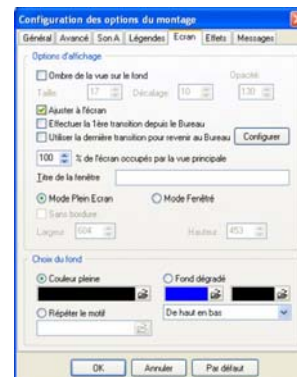 Configuration des options du montage
Général Avancé Son A Légendes Ecran Effets Messages
Options d'affichage
Ombre de la vue sur le fond Opacité
Taille 17 Décalage 10 130
Ajuster à l'écran
Effectuer la 1ère transition depuis le Bureau
Utiliser la dernière transition pour revenir au Bureau Configurer
100 % de l'écran occupés par la vue principale
Titre de la fenêtre
Mode Plein Ecran Mode Fenêtré
Sans bordure
Largeur 604 Hauteur 453
Choix du fond
Couleur pleine Fond dégradé
Répéter le motif De haut en bas
OK Annuler Par défaut